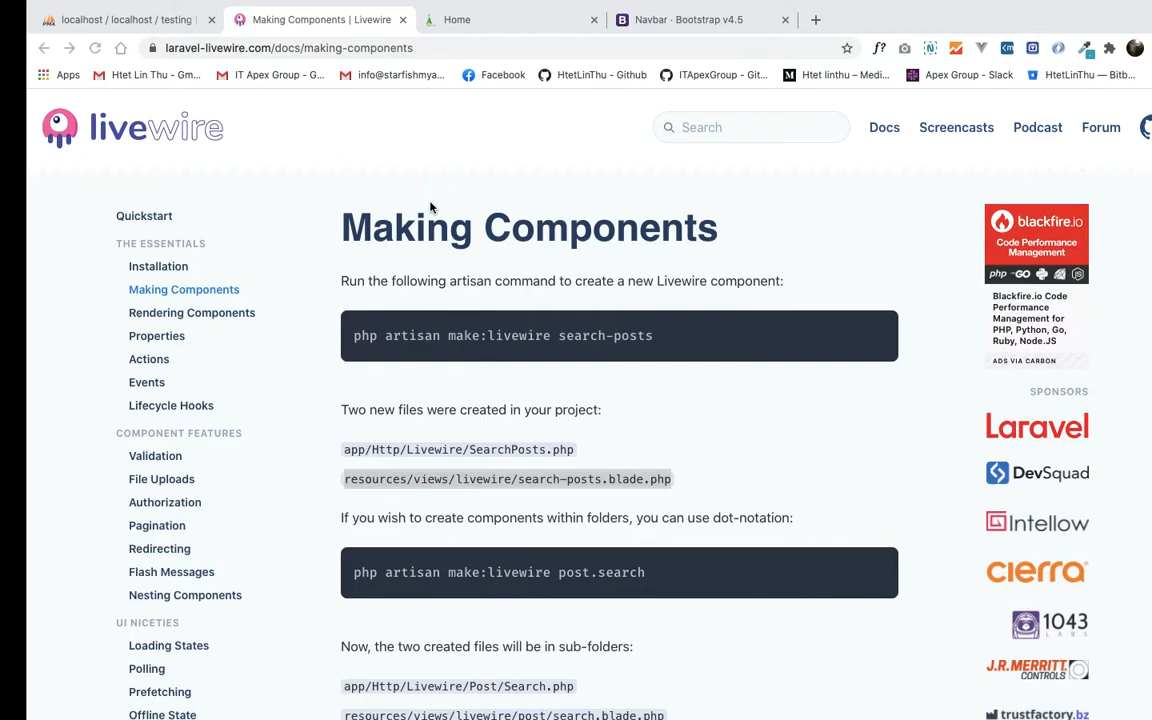 localhost / localhost / testing
Making Components | Livewire
Home
Navbar · Bootstrap v4.5
laravel-livewire.com/docs/making-components
Apps
Htet Lin Thu - Gm...
IT Apex Group - G...
info@starfishmya...
Facebook
HtetLinThu - Github
ITApexGroup - Git...
Htet linthu – Medi...
Apex Group - Slack
HtetLinThu — Bitb...
livewire
Search
Docs
Screencasts
Podcast
Forum
Quickstart
THE ESSENTIALS
Installation
Making Components
Rendering Components
Properties
Actions
Events
Lifecycle Hooks
COMPONENT FEATURES
Validation
File Uploads
Authorization
Pagination
Redirecting
Flash Messages
Nesting Components
UI NICETIES
Loading States
Polling
Prefetching
Offline State
Making Components
Run the following artisan command to create a new Livewire component:
php artisan make:livewire search-posts
Two new files were created in your project:
app/Http/Livewire/SearchPosts.php
resources/views/livewire/search-posts.blade.php
If you wish to create components within folders, you can use dot-notation:
php artisan make:livewire post.search
Now, the two created files will be in sub-folders:
app/Http/Livewire/Post/Search.php
resources/views/livewire/post/search.blade.php
blackfire.io
Code Performance
Management
php GO
Blackfire.io Code
Performance
Management for
PHP, Python, Go,
Ruby, Node.JS
ADS VIA CARBON
SPONSORS
Laravel
DevSquad
Intellow
cierra
1043
LABS
J.R.MERRITT
CONTROLS
trustfactory.bz